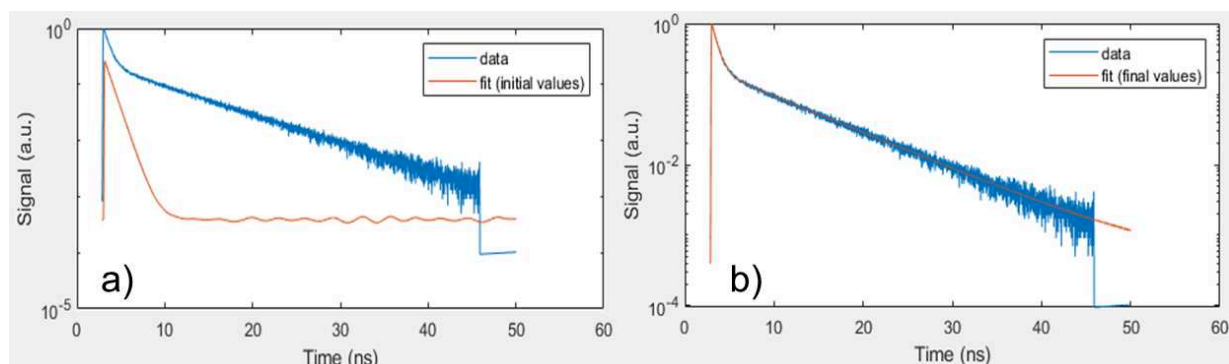 10^0
10^-5
Signal (a.u.)
0 10 20 30 40 50 60
Time (ns)
data
fit (initial values)
a)
10^0
10^-2
10^-4
Signal (a.u.)
0 10 20 30 40 50 60
Time (ns)
data
fit (final values)
b)